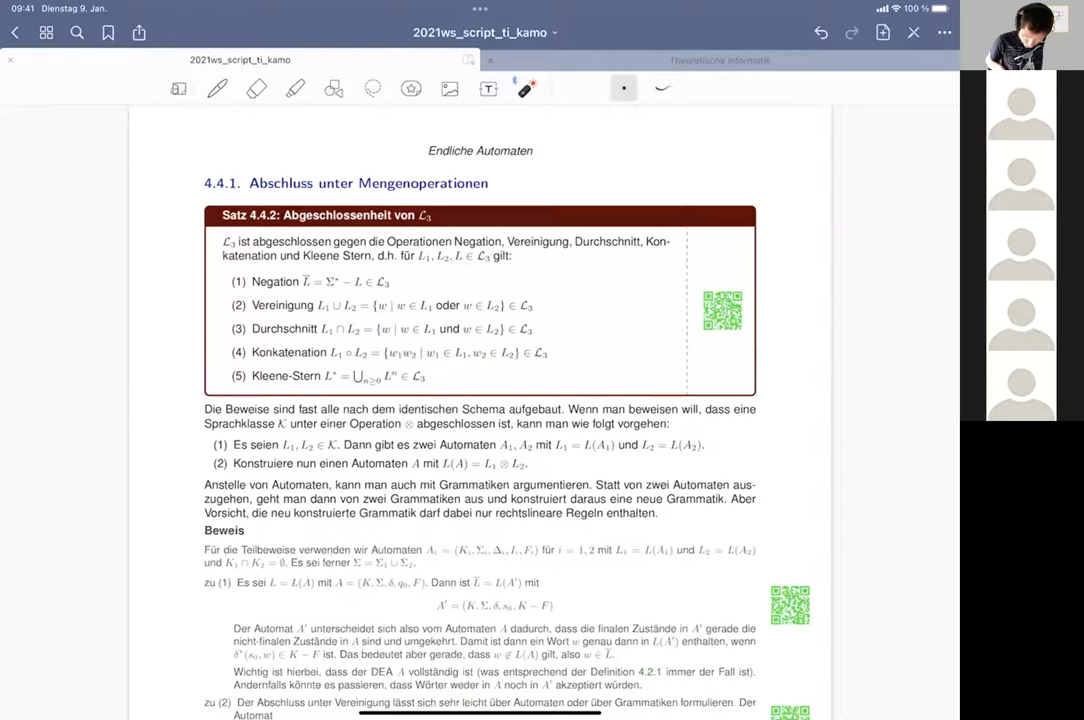 09:41 Dienstag 9. Jan.
100 %
2021ws_script_ti_kamo
2021ws_script_ti_kamo
Theoretische Informatik
T
Endliche Automaten
4.4.1. Abschluss unter Mengenoperationen
Satz 4.4.2: Abgeschlossenheit von ℒ₃
ℒ₃ ist abgeschlossen gegen die Operationen Negation, Vereinigung, Durchschnitt, Kon-
katenation und Kleene Stern, d.h. für L₁, L₂, L ∈ ℒ₃ gilt:
(1) Negation L̅ = Σ* − L ∈ ℒ₃
(2) Vereinigung L₁ ∪ L₂ = {w | w ∈ L₁ oder w ∈ L₂} ∈ ℒ₃
(3) Durchschnitt L₁ ∩ L₂ = {w | w ∈ L₁ und w ∈ L₂} ∈ ℒ₃
(4) Konkatenation L₁ ∘ L₂ = {w₁w₂ | w₁ ∈ L₁, w₂ ∈ L₂} ∈ ℒ₃
(5) Kleene-Stern L* = ⋃ₙ≥₀ Lⁿ ∈ ℒ₃
Die Beweise sind fast alle nach dem identischen Schema aufgebaut. Wenn man beweisen will, dass eine
Sprachklasse 𝒦 unter einer Operation ⊗ abgeschlossen ist, kann man wie folgt vorgehen:
(1) Es seien L₁, L₂ ∈ 𝒦. Dann gibt es zwei Automaten A₁, A₂ mit L₁ = L(A₁) und L₂ = L(A₂).
(2) Konstruiere nun einen Automaten A mit L(A) = L₁ ⊗ L₂.
Anstelle von Automaten, kann man auch mit Grammatiken argumentieren. Statt von zwei Automaten aus-
zugehen, geht man dann von zwei Grammatiken aus und konstruiert daraus eine neue Grammatik. Aber
Vorsicht, die neu konstruierte Grammatik darf dabei nur rechtslineare Regeln enthalten.
Beweis
Für die Teilbeweise verwenden wir Automaten Aᵢ = (Kᵢ, Σᵢ, Δᵢ, Iᵢ, Fᵢ) für i = 1, 2 mit L₁ = L(A₁) und L₂ = L(A₂)
und K₁ ∩ K₂ = ∅. Es sei ferner Σ = Σ₁ ∪ Σ₂.
zu (1) Es sei L = L(A) mit A = (K, Σ, δ, q₀, F). Dann ist L̅ = L(A′) mit
A′ = (K, Σ, δ, s₀, K − F)
Der Automat A′ unterscheidet sich also vom Automaten A dadurch, dass die finalen Zustände in A′ gerade die
nicht-finalen Zustände in A sind und umgekehrt. Damit ist dann ein Wort w genau dann in L(A′) enthalten, wenn
δ*(s₀, w) ∈ K − F ist. Das bedeutet aber gerade, dass w ∉ L(A) gilt, also w ∈ L̅.
Wichtig ist hierbei, dass der DEA A vollständig ist (was entsprechend der Definition 4.2.1 immer der Fall ist).
Andernfalls könnte es passieren, dass Wörter weder in A noch in A′ akzeptiert würden.
zu (2) Der Abschluss unter Vereinigung lässt sich sehr leicht über Automaten oder über Grammatiken formulieren. Der
Automat